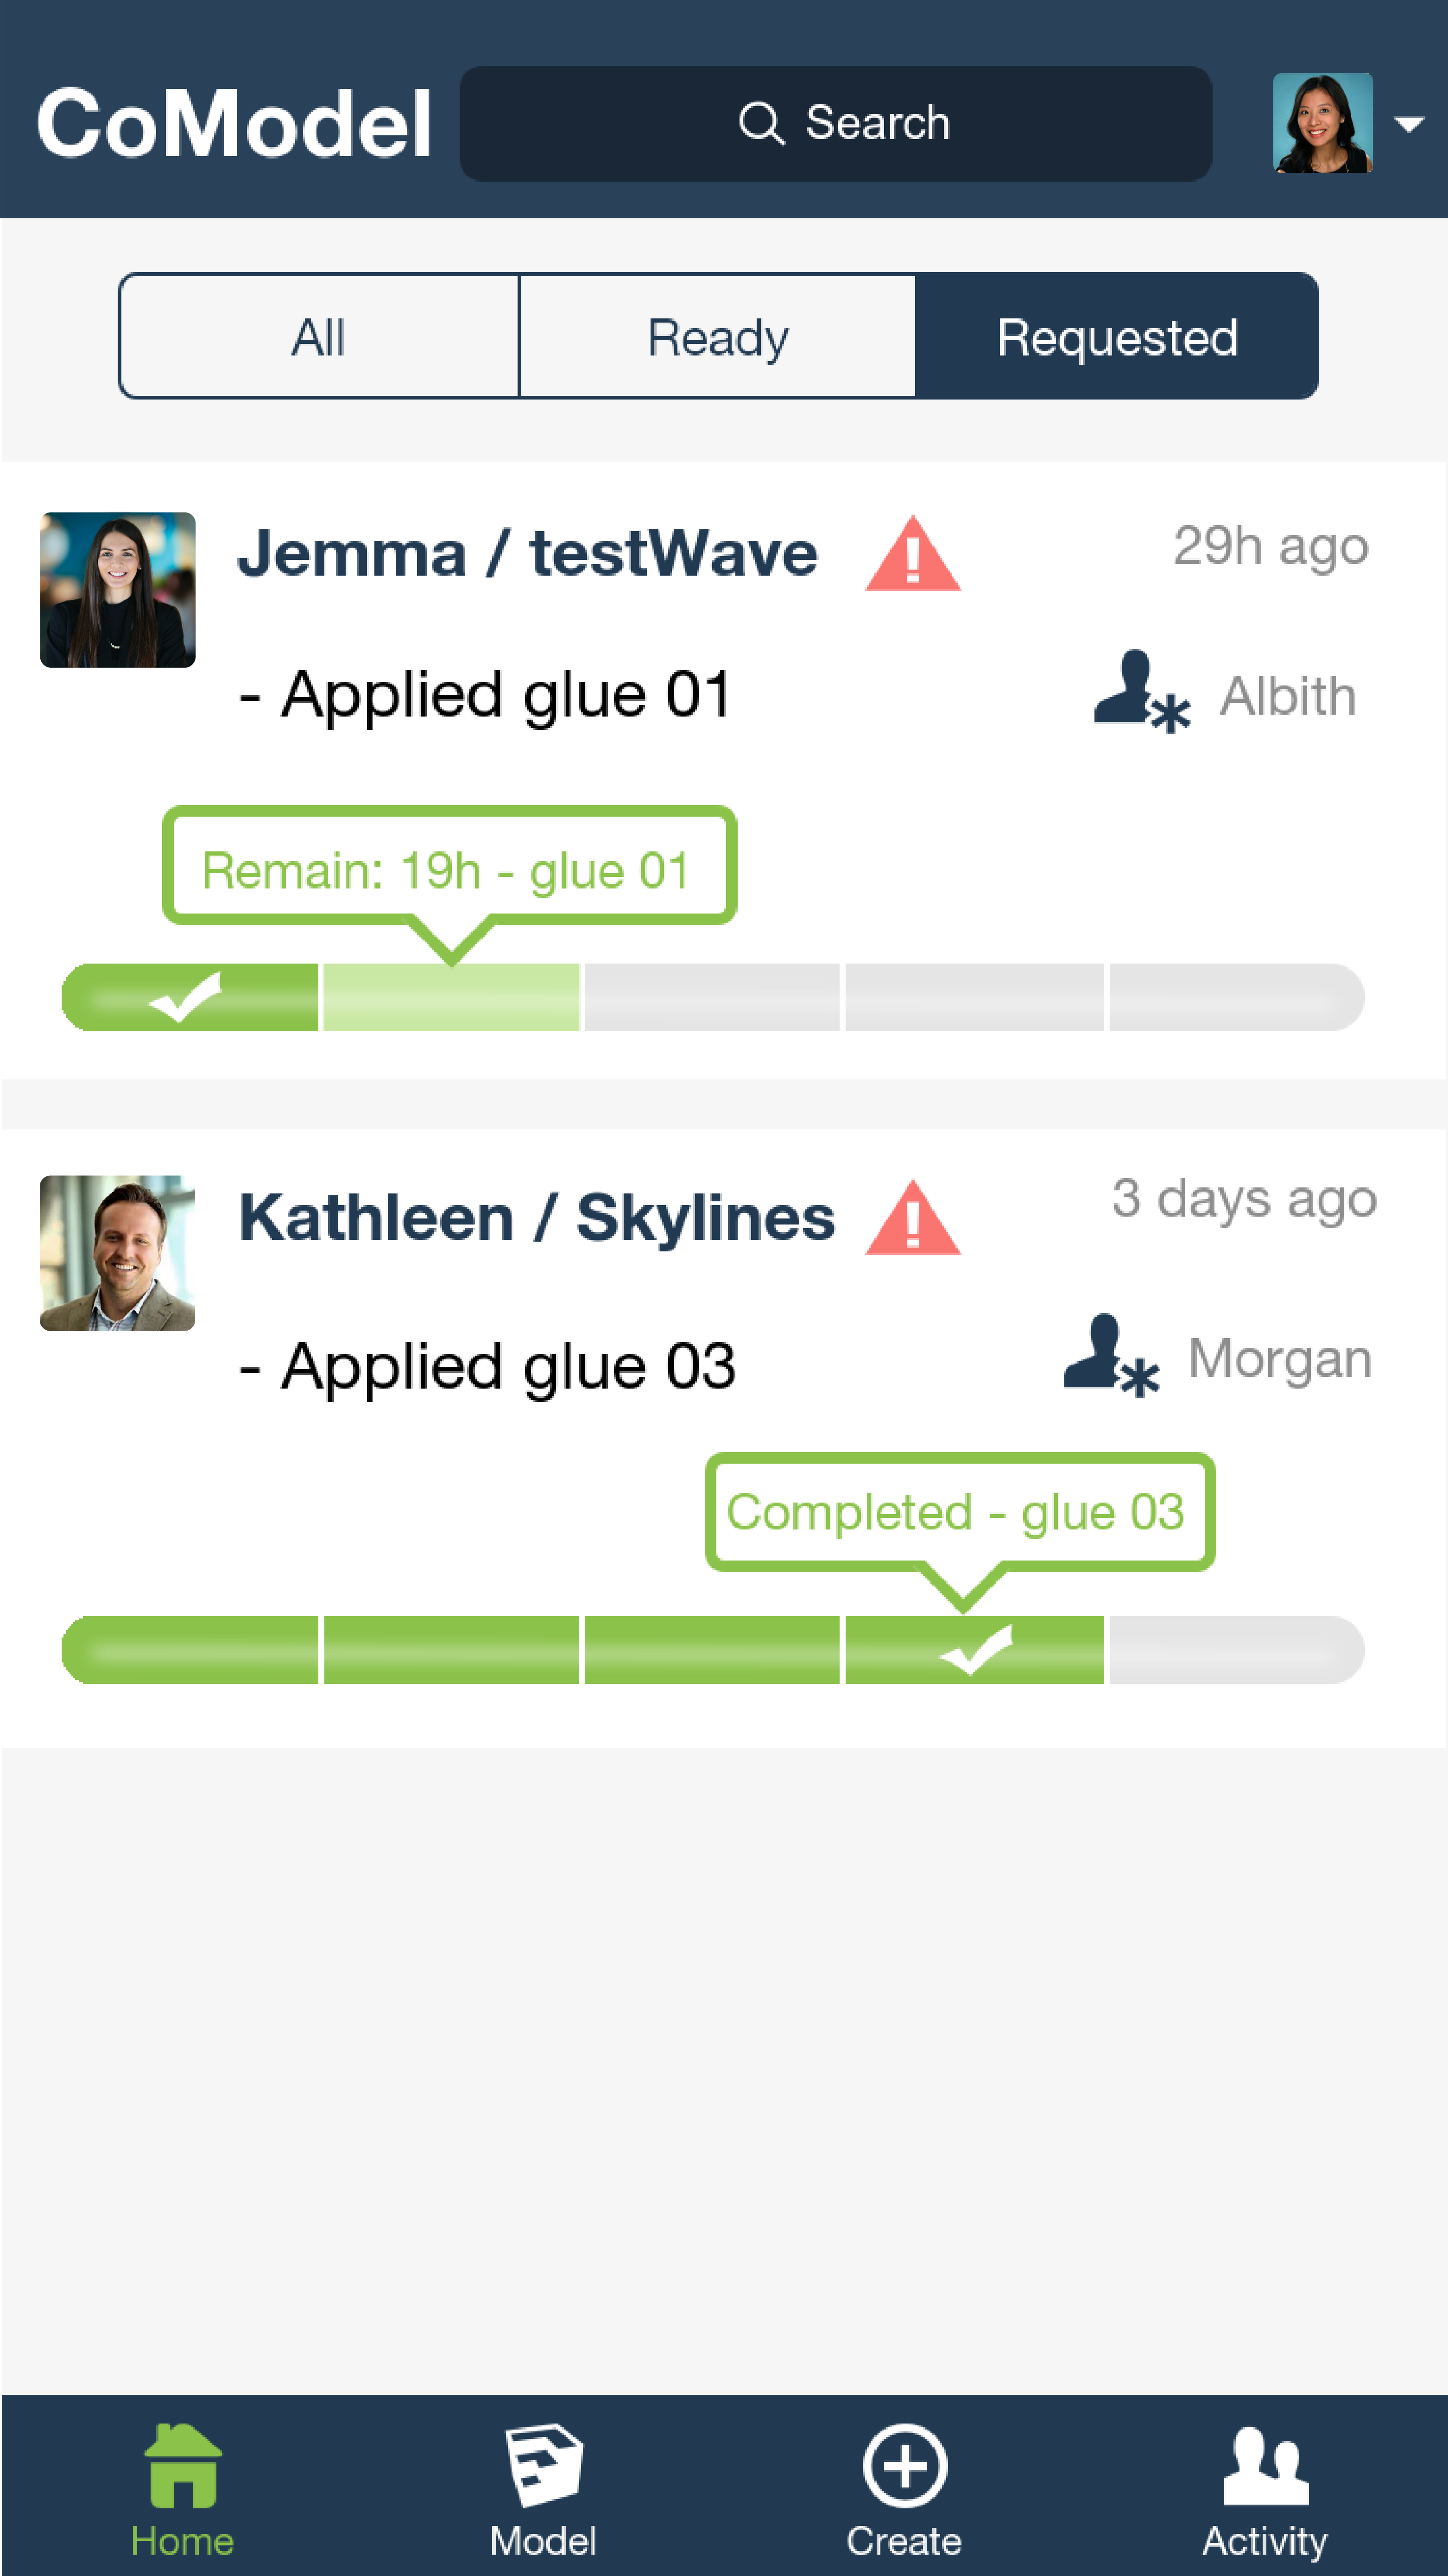 CoModel
Search
All
Ready
Requested
Jemma / testWave
29h ago
- Applied glue 01
Albith
Remain: 19h - glue 01
Kathleen / Skylines
3 days ago
- Applied glue 03
Morgan
Completed - glue 03
Home
Model
Create
Activity